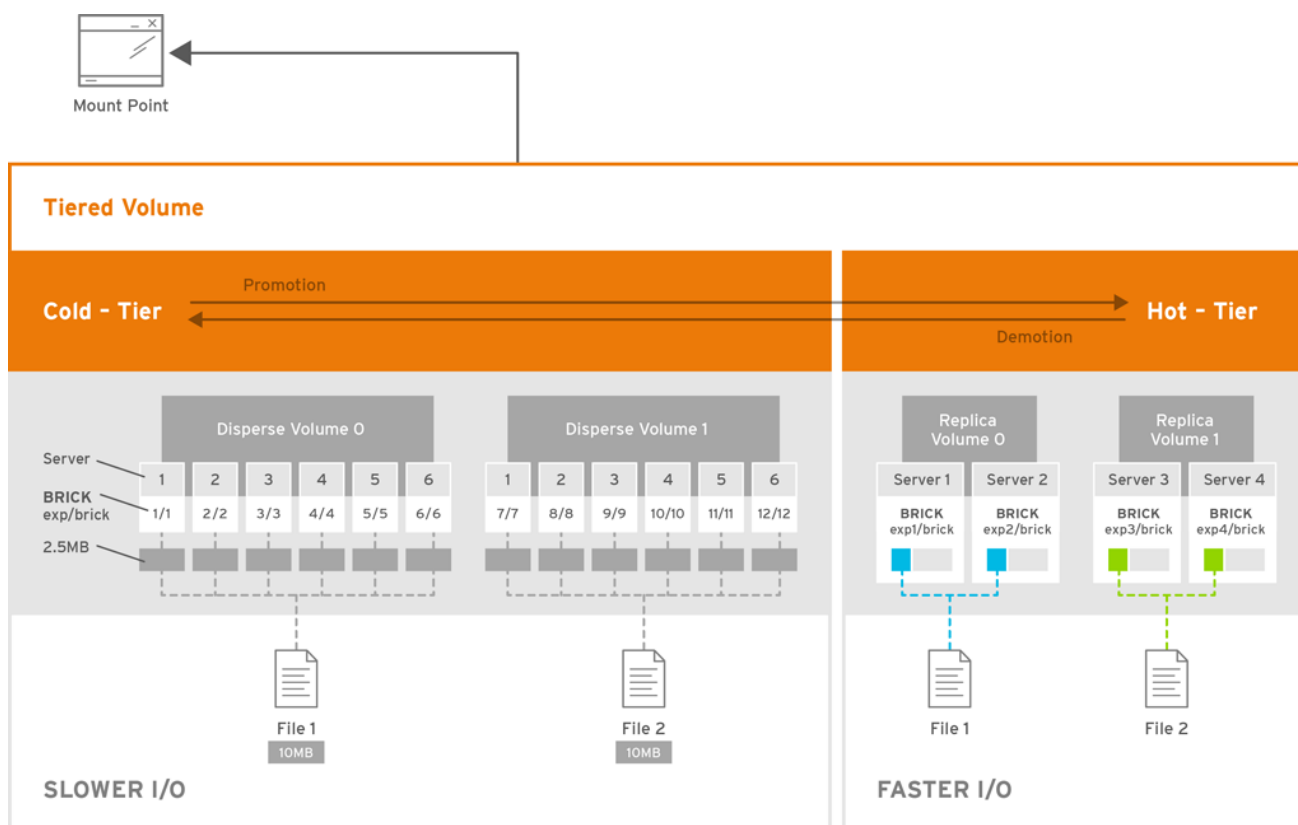 Mount Point
Tiered Volume
Cold - Tier
Promotion
Demotion
Hot - Tier
Disperse Volume 0
Disperse Volume 1
Replica
Volume 0
Replica
Volume 1
Server
1 2 3 4 5 6
1 2 3 4 5 6
Server 1 Server 2
Server 3 Server 4
BRICK
exp/brick
1/1 2/2 3/3 4/4 5/5 6/6
7/7 8/8 9/9 10/10 11/11 12/12
BRICK
exp1/brick
BRICK
exp2/brick
BRICK
exp3/brick
BRICK
exp4/brick
2.5MB
File 1
10MB
File 2
10MB
File 1
File 2
SLOWER I/O
FASTER I/O